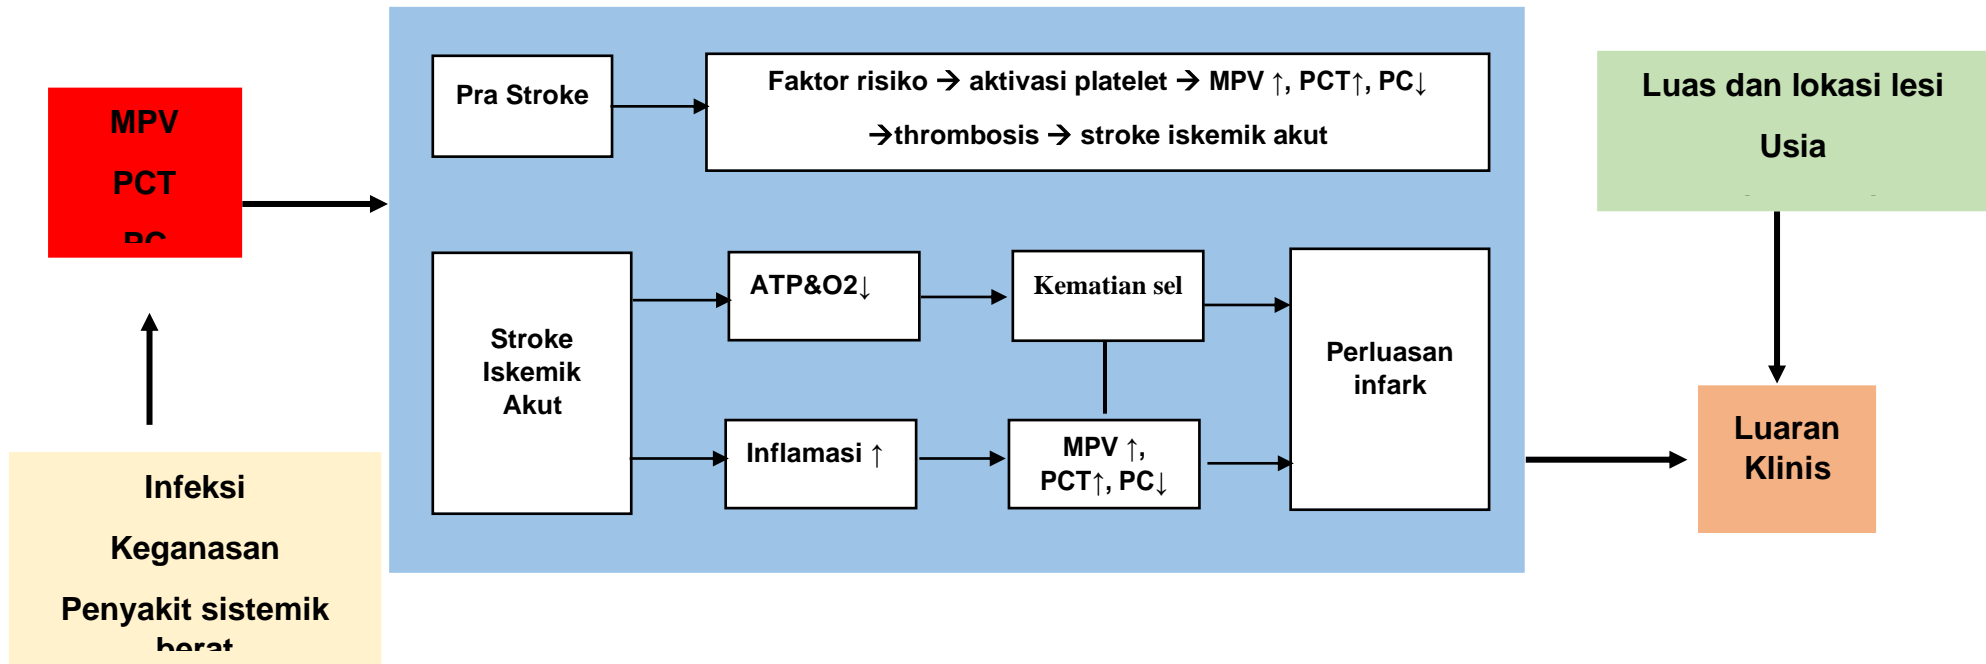 MPV
PCT
PC
Pra Stroke
Faktor risiko → aktivasi platelet → MPV ↑, PCT↑, PC↓
→thrombosis → stroke iskemik akut
Luas dan lokasi lesi
Usia
Stroke
Iskemik
Akut
ATP&O2↓
Kematian sel
Inflamasi ↑
MPV ↑,
PCT↑, PC↓
Perluasan
infark
Luaran
Klinis
Infeksi
Keganasan
Penyakit sistemik
berat